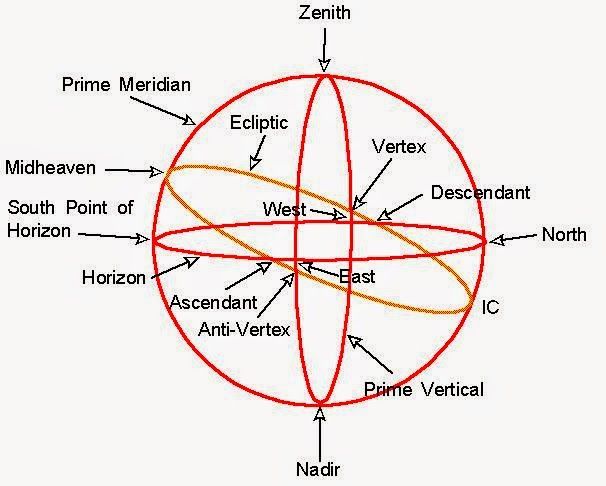 Zenith
Prime Meridian
Ecliptic
Vertex
Midheaven
Descendant
West
South Point of
Horizon
North
Horizon
East
Ascendant
IC
Anti-Vertex
Prime Vertical
Nadir